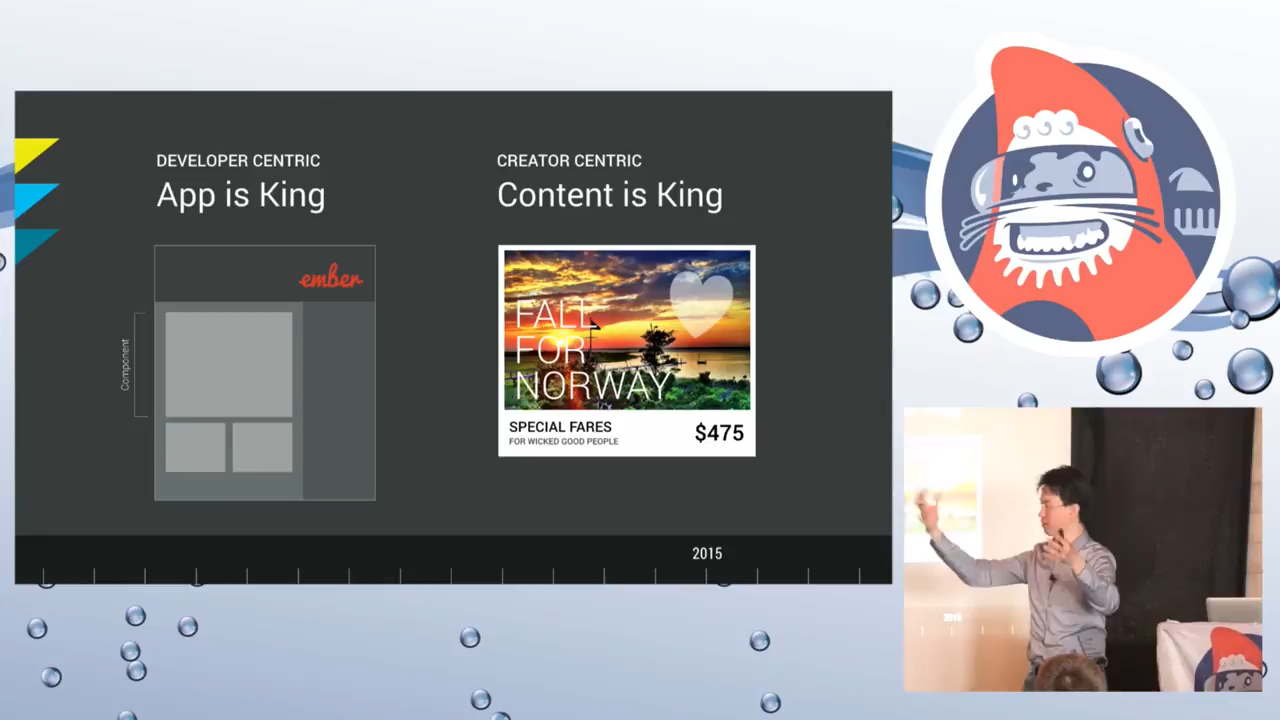 DEVELOPER CENTRIC
App is King
ember
Component
CREATOR CENTRIC
Content is King
FALL
FOR
NORWAY
SPECIAL FARES
FOR WICKED GOOD PEOPLE
$475
2015
2015